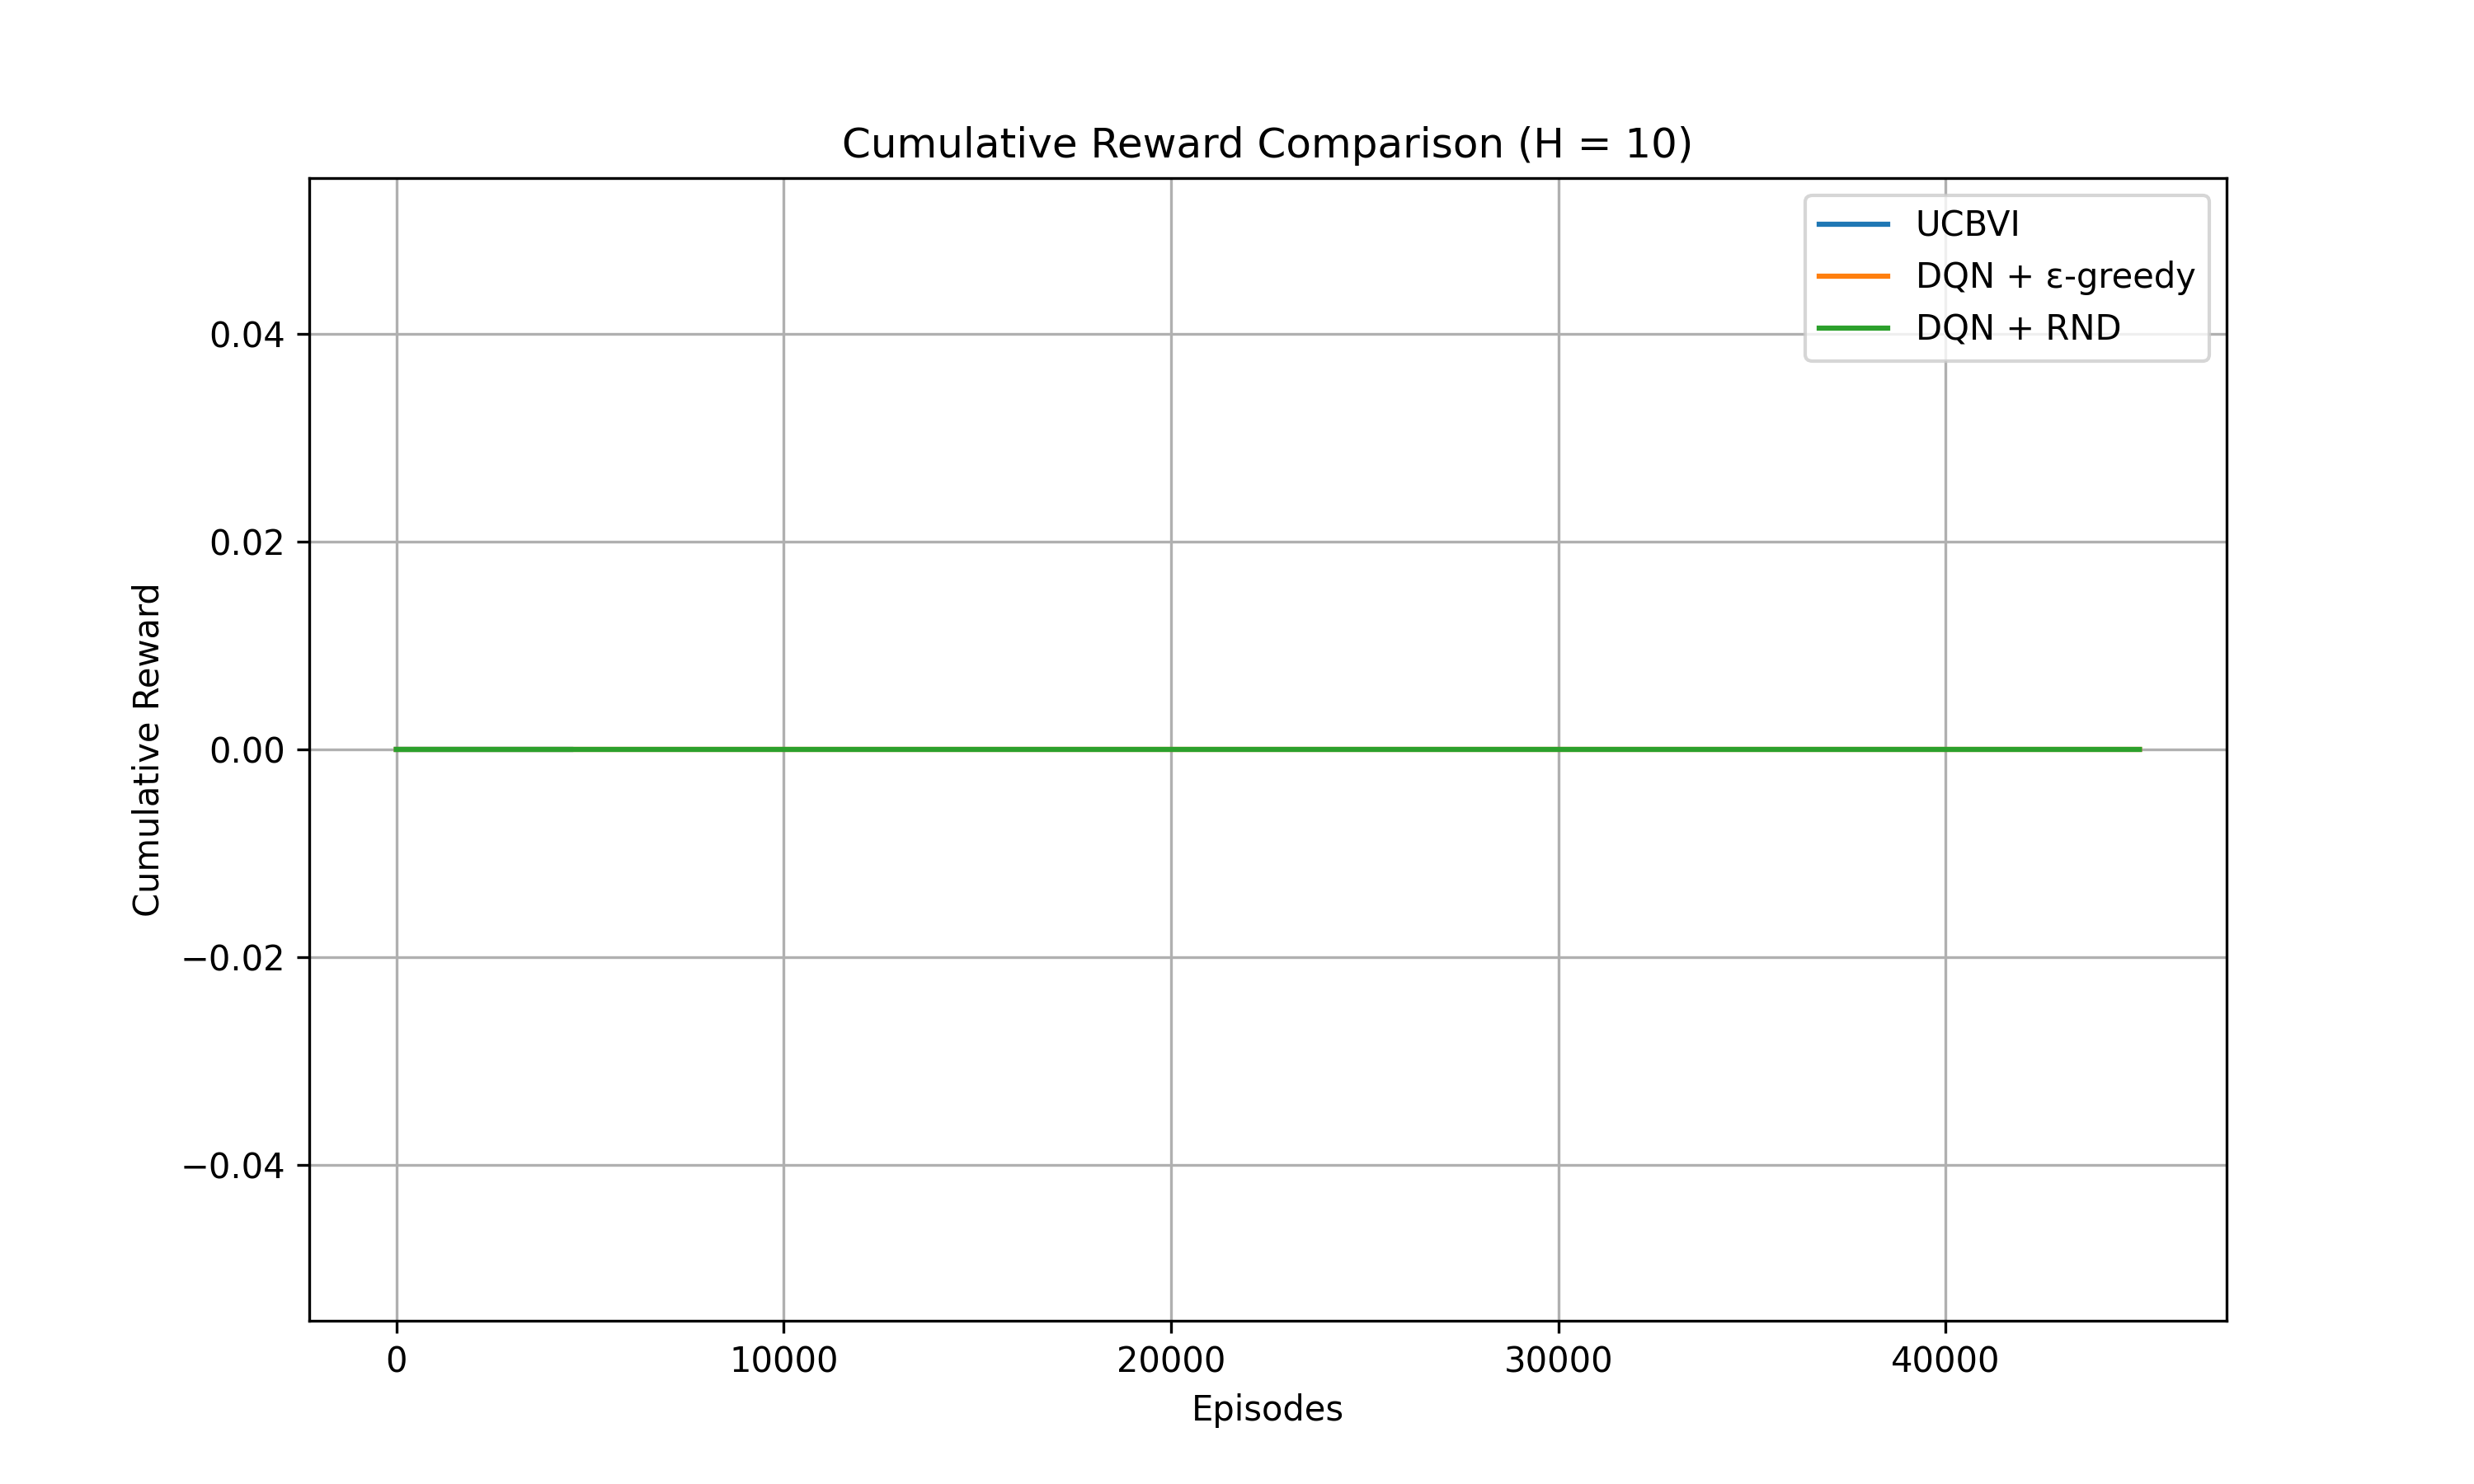 Cumulative Reward Comparison (H = 10)
UCBVI
DQN + ε-greedy
DQN + RND
0.04
0.02
0.00
−0.02
−0.04
Cumulative Reward
0 10000 20000 30000 40000
Episodes